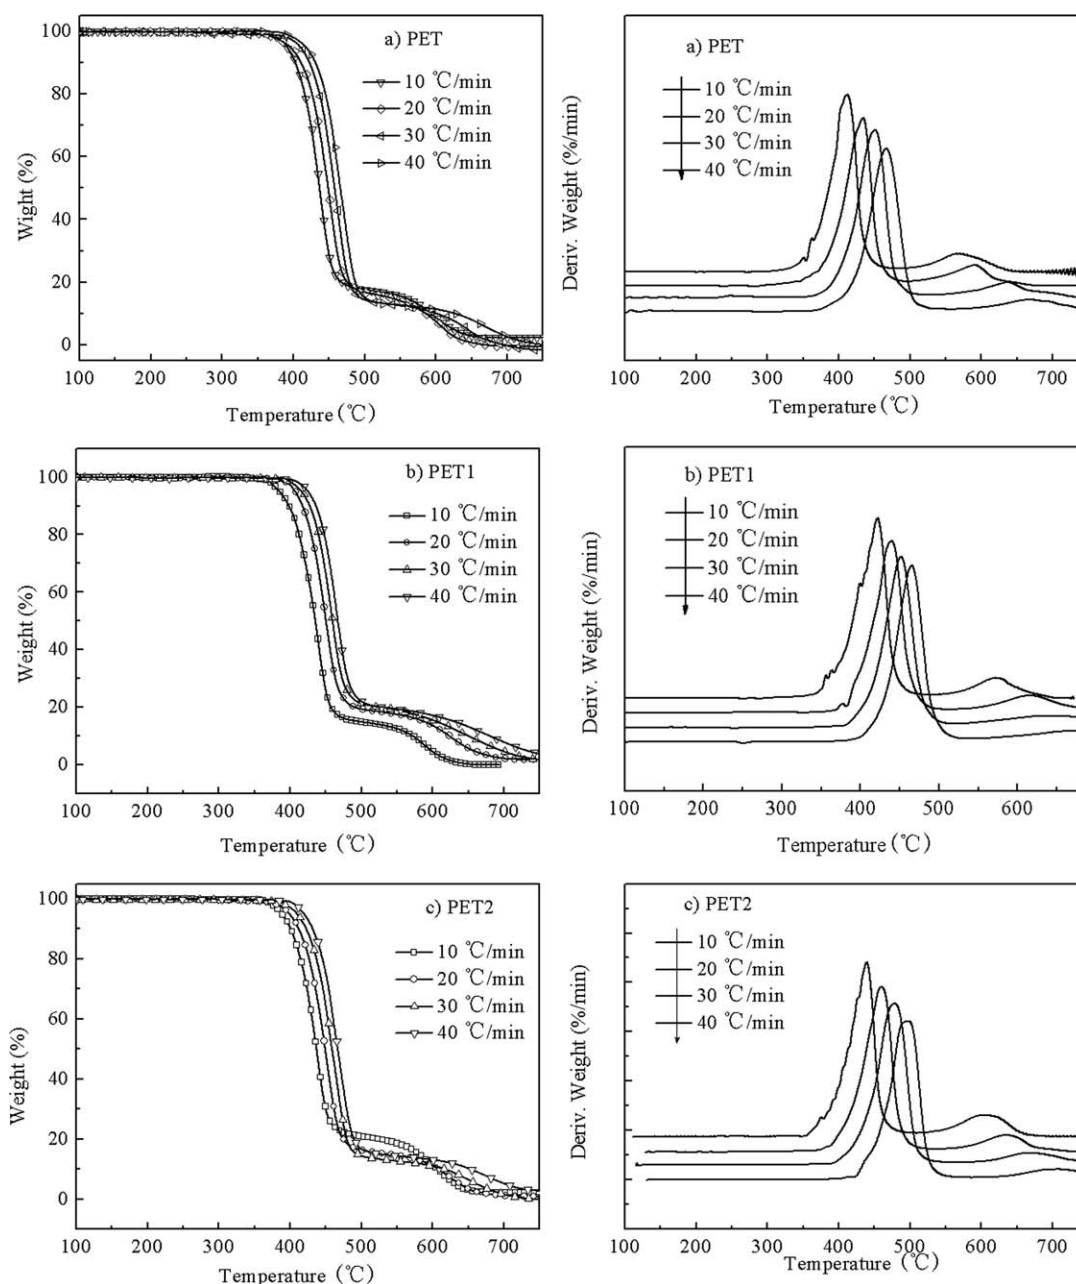 a) PET
10 ℃/min
20 ℃/min
30 ℃/min
40 ℃/min
Wight (%)
100
80
60
40
20
0
100 200 300 400 500 600 700
Temperature (℃)
a) PET
10 ℃/min
20 ℃/min
30 ℃/min
40 ℃/min
Deriv. Weight (%/min)
100 200 300 400 500 600 700
Temperature (℃)
b) PET1
10 ℃/min
20 ℃/min
30 ℃/min
40 ℃/min
Weight (%)
100
80
60
40
20
0
100 200 300 400 500 600 700
Temperature (℃)
b) PET1
10 ℃/min
20 ℃/min
30 ℃/min
40 ℃/min
Deriv. Weight (%/min)
100 200 300 400 500 600
Temperature (℃)
c) PET2
10 ℃/min
20 ℃/min
30 ℃/min
40 ℃/min
Weight (%)
100
80
60
40
20
0
100 200 300 400 500 600 700
Temperature (℃)
c) PET2
10 ℃/min
20 ℃/min
30 ℃/min
40 ℃/min
Deriv. Weight (%/min)
100 200 300 400 500 600 700
Temperature (℃)